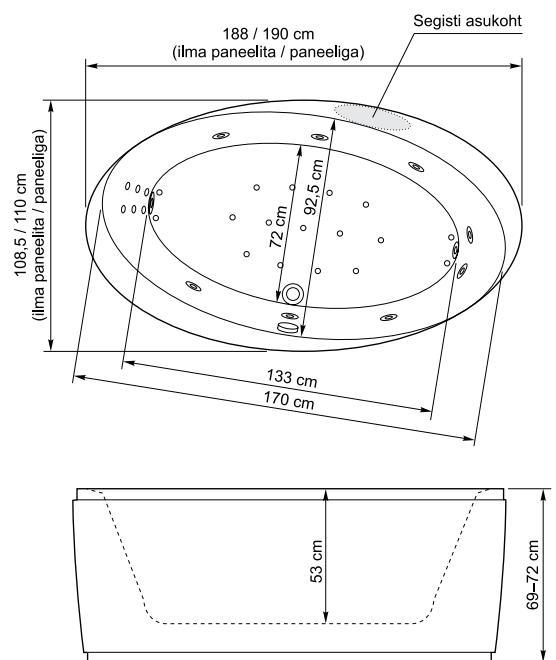 Segisti asukoht
188 / 190 cm
(ilma paneelita / paneeliga)
108,5 / 110 cm
(ilma paneelita / paneeliga)
92,5 cm
72 cm
133 cm
170 cm
53 cm
69–72 cm